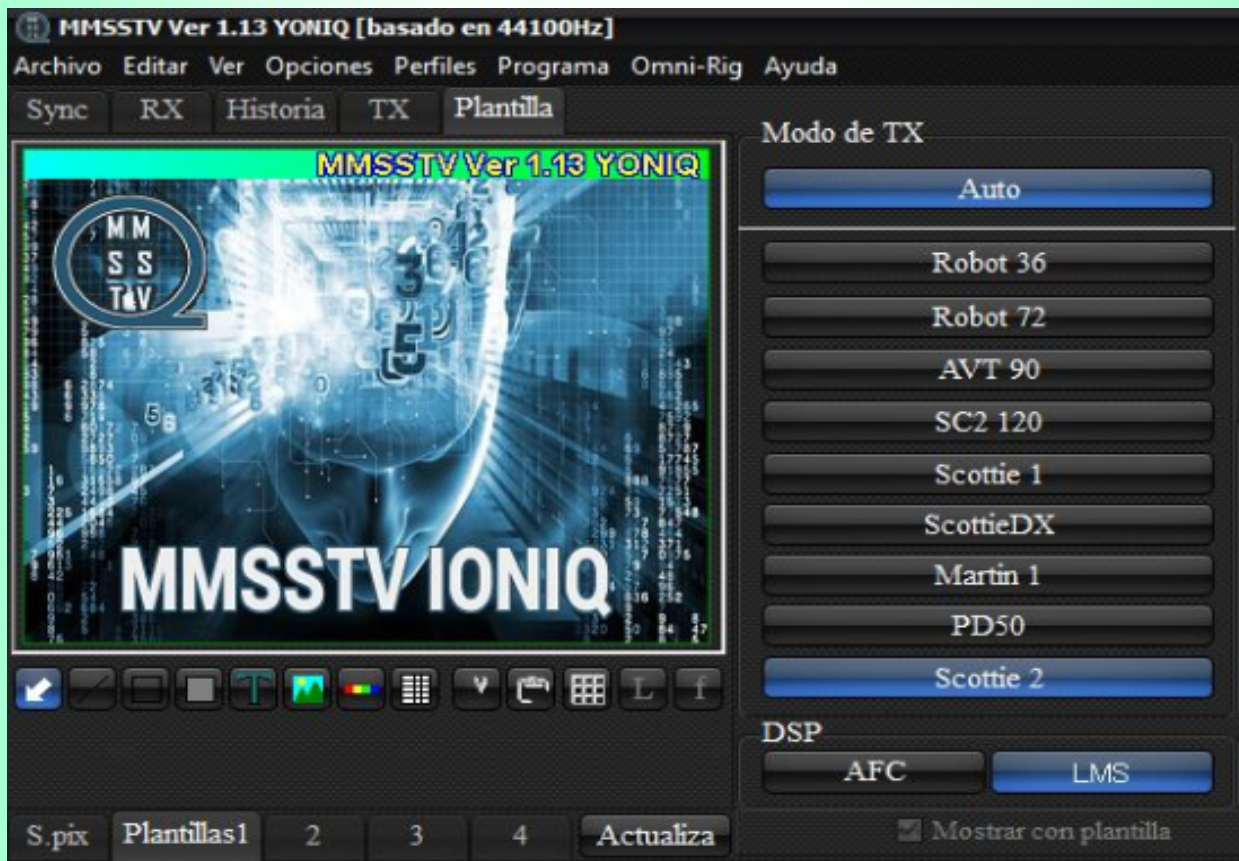 MMSSTV Ver 1.13 YONIQ [basado en 44100Hz]
Archivo Editar Ver Opciones Perfiles Programa Omni-Rig Ayuda
Sync RX Historia TX Plantilla
MMSSTV Ver 1.13 YONIQ
M M
S S
T V
MMSSTV IONIQ
L f
S.pix Plantillas1 2 3 4 Actualiza
Modo de TX
Auto
Robot 36
Robot 72
AVT 90
SC2 120
Scottie 1
ScottieDX
Martin 1
PD50
Scottie 2
DSP
AFC LMS
Mostrar con plantilla